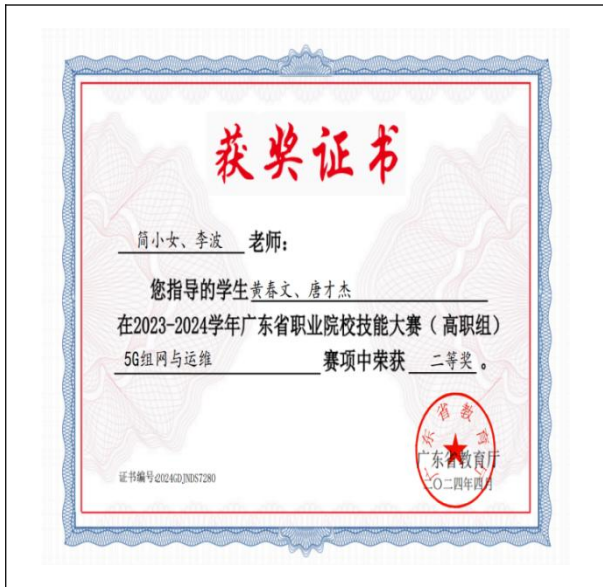 获奖证书
简小女、李波 老师：
您指导的学生黄春文、唐才杰
在2023-2024学年广东省职业院校技能大赛（高职组）
5G组网与运维 赛项中荣获 二等奖 。
广东省教育厅
广东省教育厅
二〇二四年四月
证书编号:2024GDJNDS7280